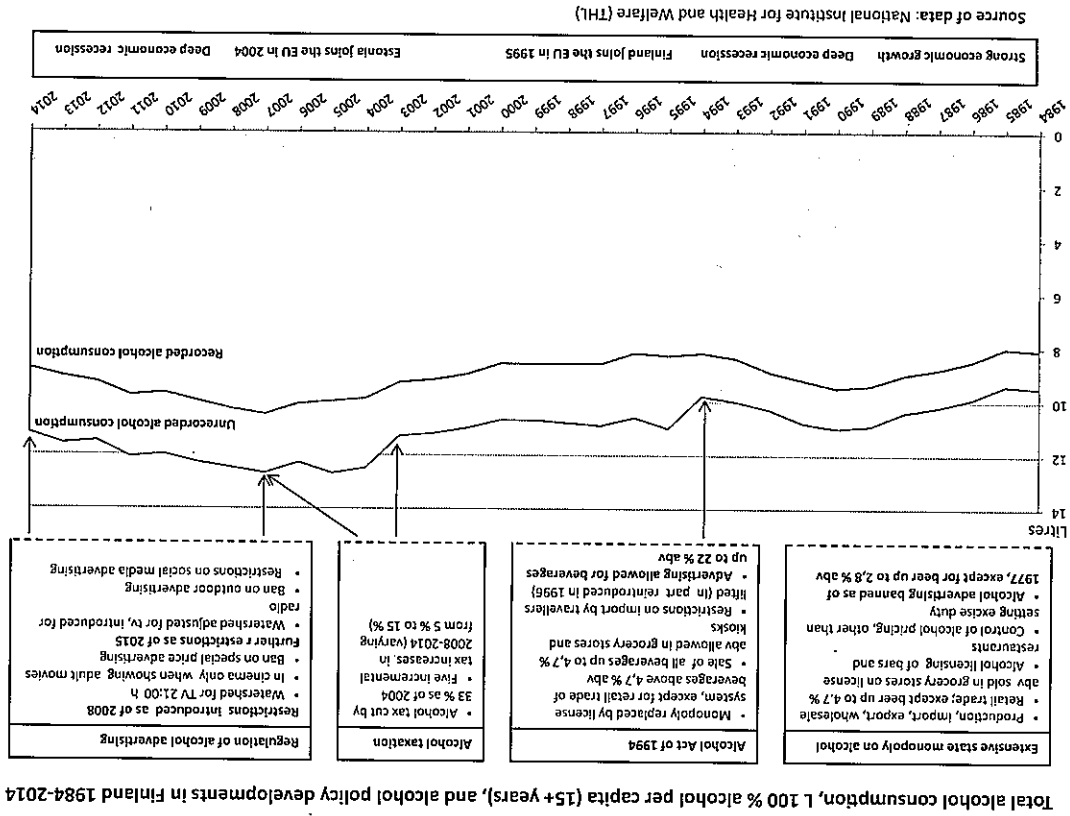 Total alcohol consumption, L 100 % alcohol per capita (15+ years), and alcohol policy developments in Finland 1984-2014
Extensive state monopoly on alcohol
• Production, import, export, wholesale
• Retail trade; except beer up to 4.7 %
abv sold in grocery stores on license
• Alcohol licensing of bars and
restaurants
• Control of alcohol pricing, other than
setting excise duty
• Alcohol advertising banned as of
1977, except for beer up to 2,8 % abv
Alcohol Act of 1994
• Monopoly replaced by license
system, except for retail trade of
beverages above 4,7 % abv
• Sale of all beverages up to 4,7 %
abv allowed in grocery stores and
kiosks
• Restrictions on import by travellers
lifted (in part reintroduced in 1996)
• Advertising allowed for beverages
up to 22 % abv
Alcohol taxation
• Alcohol tax cut by
33 % as of 2004
• Five incremental
tax increases, in
2008-2014 (varying
from 5 % to 15 %)
Regulation of alcohol advertising
Restrictions introduced as of 2008
• Watershed for TV 21:00 h
• In cinema only when showing adult movies
• Ban on special price advertising
Further restrictions as of 2015
• Watershed adjusted for tv, introduced for
radio
• Ban on outdoor advertising
• Restrictions on social media advertising
Litres
14
12
10
8
6
4
2
0
Unrecorded alcohol consumption
Recorded alcohol consumption
1984 1985 1986 1987 1988 1989 1990 1991 1992 1993 1994 1995 1996 1997 1998 1999 2000 2001 2002 2003 2004 2005 2006 2007 2008 2009 2010 2011 2012 2013 2014
Strong economic growth Deep economic recession Finland joins the EU in 1995 Estonia joins the EU in 2004 Deep economic recession
Source of data: National Institute for Health and Welfare (THL)